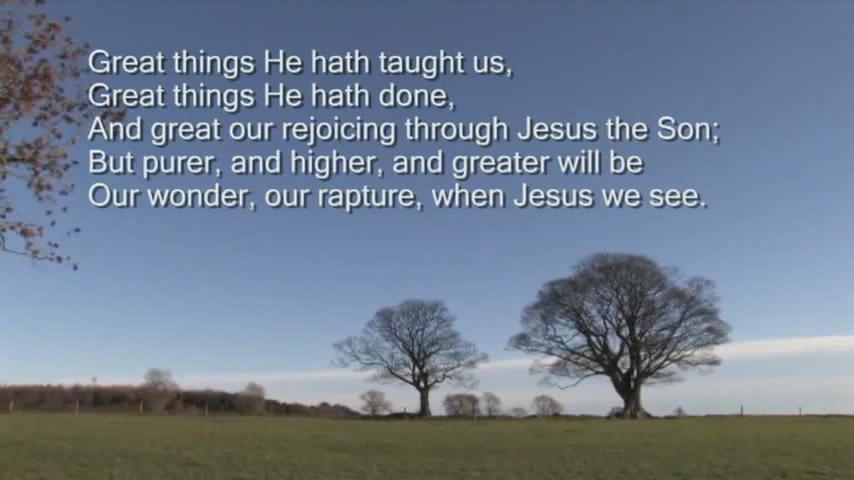 Great things He hath taught us,
Great things He hath done,
And great our rejoicing through Jesus the Son;
But purer, and higher, and greater will be
Our wonder, our rapture, when Jesus we see.